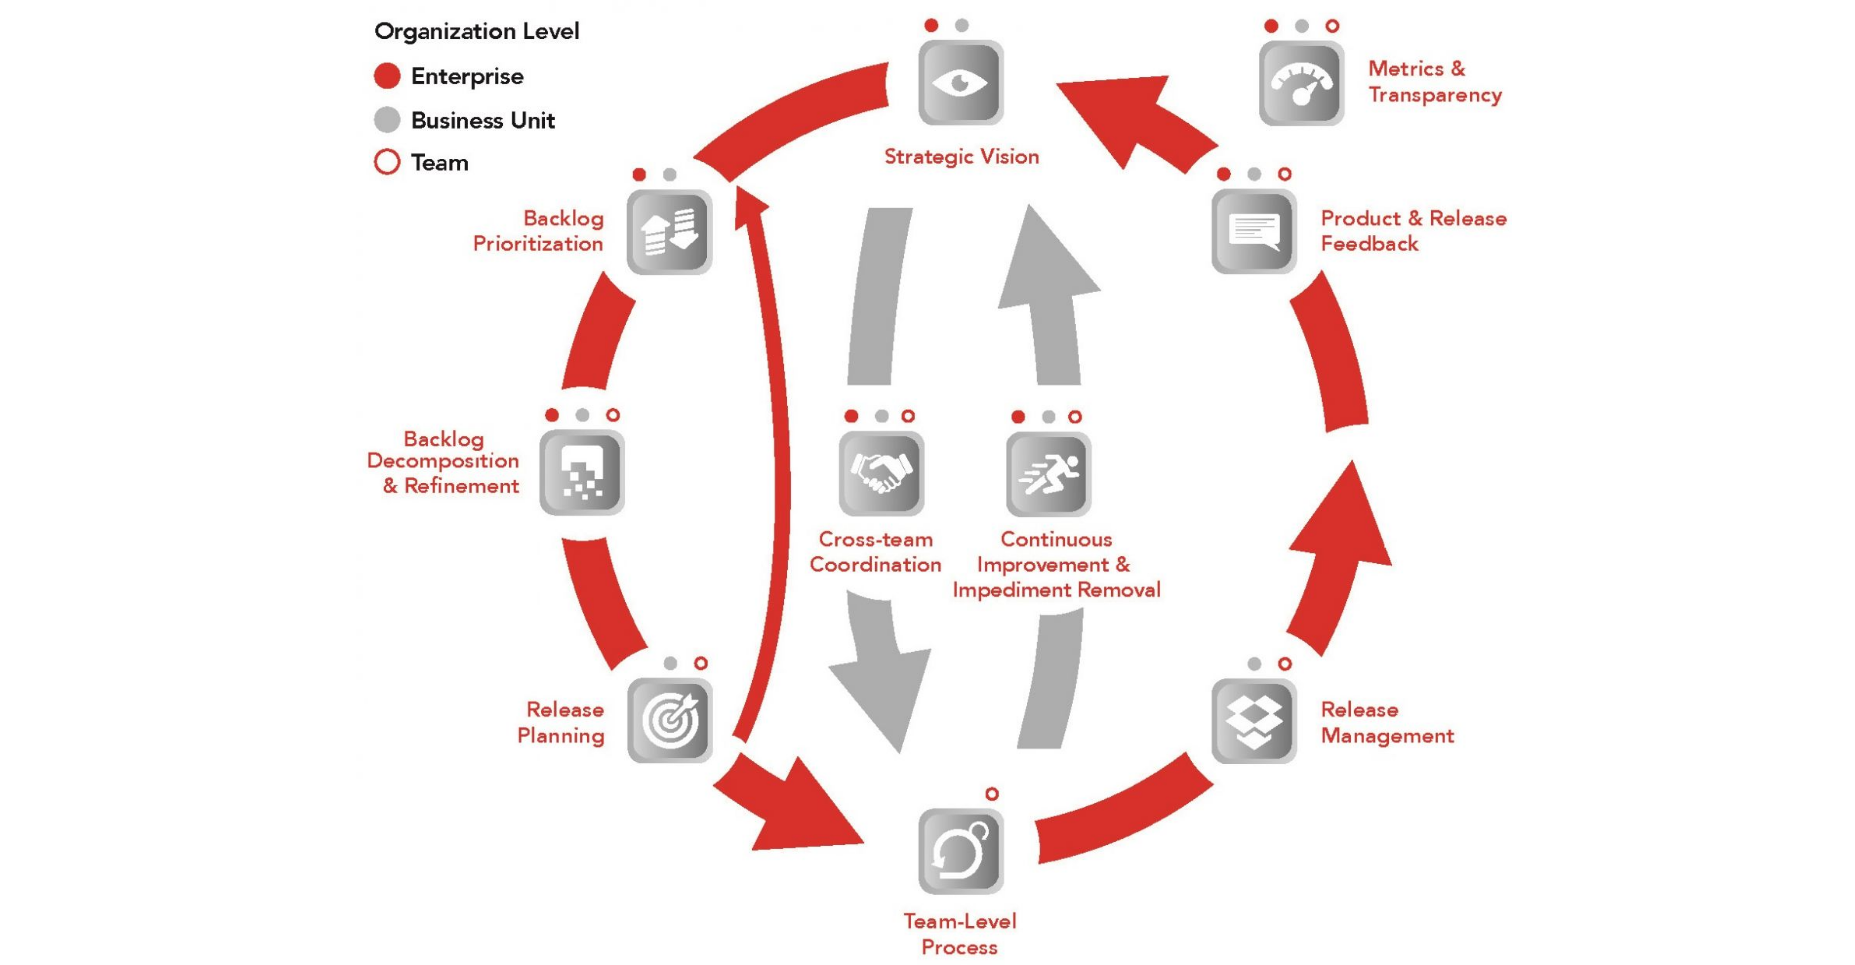 Organization Level
Enterprise
Business Unit
Team
Strategic Vision
Metrics &
Transparency
Backlog
Prioritization
Product & Release
Feedback
Backlog
Decomposition
& Refinement
Cross-team
Coordination
Continuous
Improvement &
Impediment Removal
Release
Planning
Release
Management
Team-Level
Process